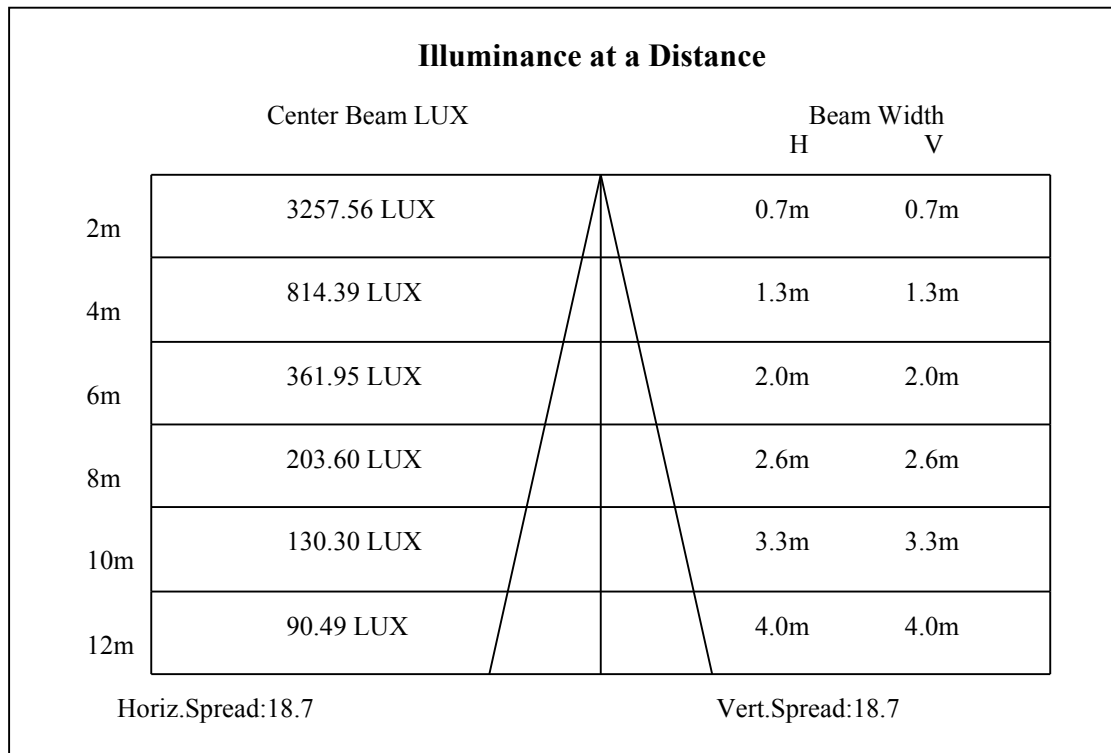 Illuminance at a Distance
Center Beam LUX Beam Width
H V
2m 3257.56 LUX 0.7m 0.7m
4m 814.39 LUX 1.3m 1.3m
6m 361.95 LUX 2.0m 2.0m
8m 203.60 LUX 2.6m 2.6m
10m 130.30 LUX 3.3m 3.3m
12m 90.49 LUX 4.0m 4.0m
Horiz.Spread:18.7 Vert.Spread:18.7